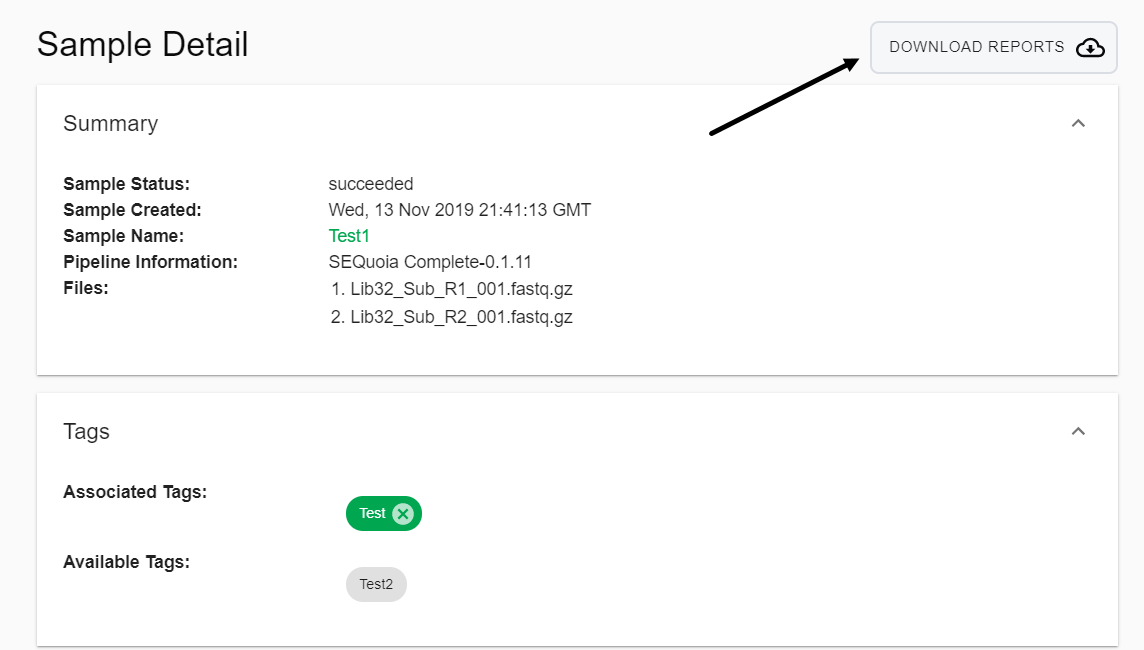 Sample Detail
DOWNLOAD REPORTS
Summary
Sample Status: succeeded
Sample Created: Wed, 13 Nov 2019 21:41:13 GMT
Sample Name: Test1
Pipeline Information: SEQuoia Complete-0.1.11
Files: 1. Lib32_Sub_R1_001.fastq.gz
2. Lib32_Sub_R2_001.fastq.gz
Tags
Associated Tags:
Test
Available Tags:
Test2